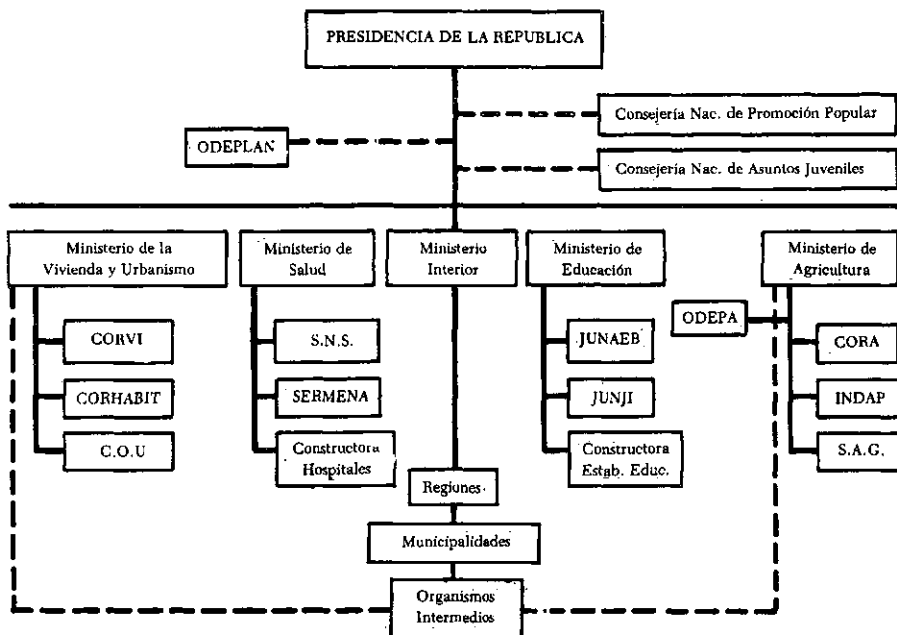 PRESIDENCIA DE LA REPUBLICA
Consejería Nac. de Promoción Popular
ODEPLAN
Consejería Nac. de Asuntos Juveniles
Ministerio de la
Vivienda y Urbanismo
Ministerio de
Salud
Ministerio
Interior
Ministerio de
Educación
Ministerio de
Agricultura
ODEPA
CORVI
S.N.S.
JUNAEB
CORA
CORHABIT
SERMENA
JUNJI
INDAP
C.O.U
Constructora
Hospitales
Constructora
Estab. Educ.
S.A.G.
Regiones
Municipalidades
Organismos
Intermedios